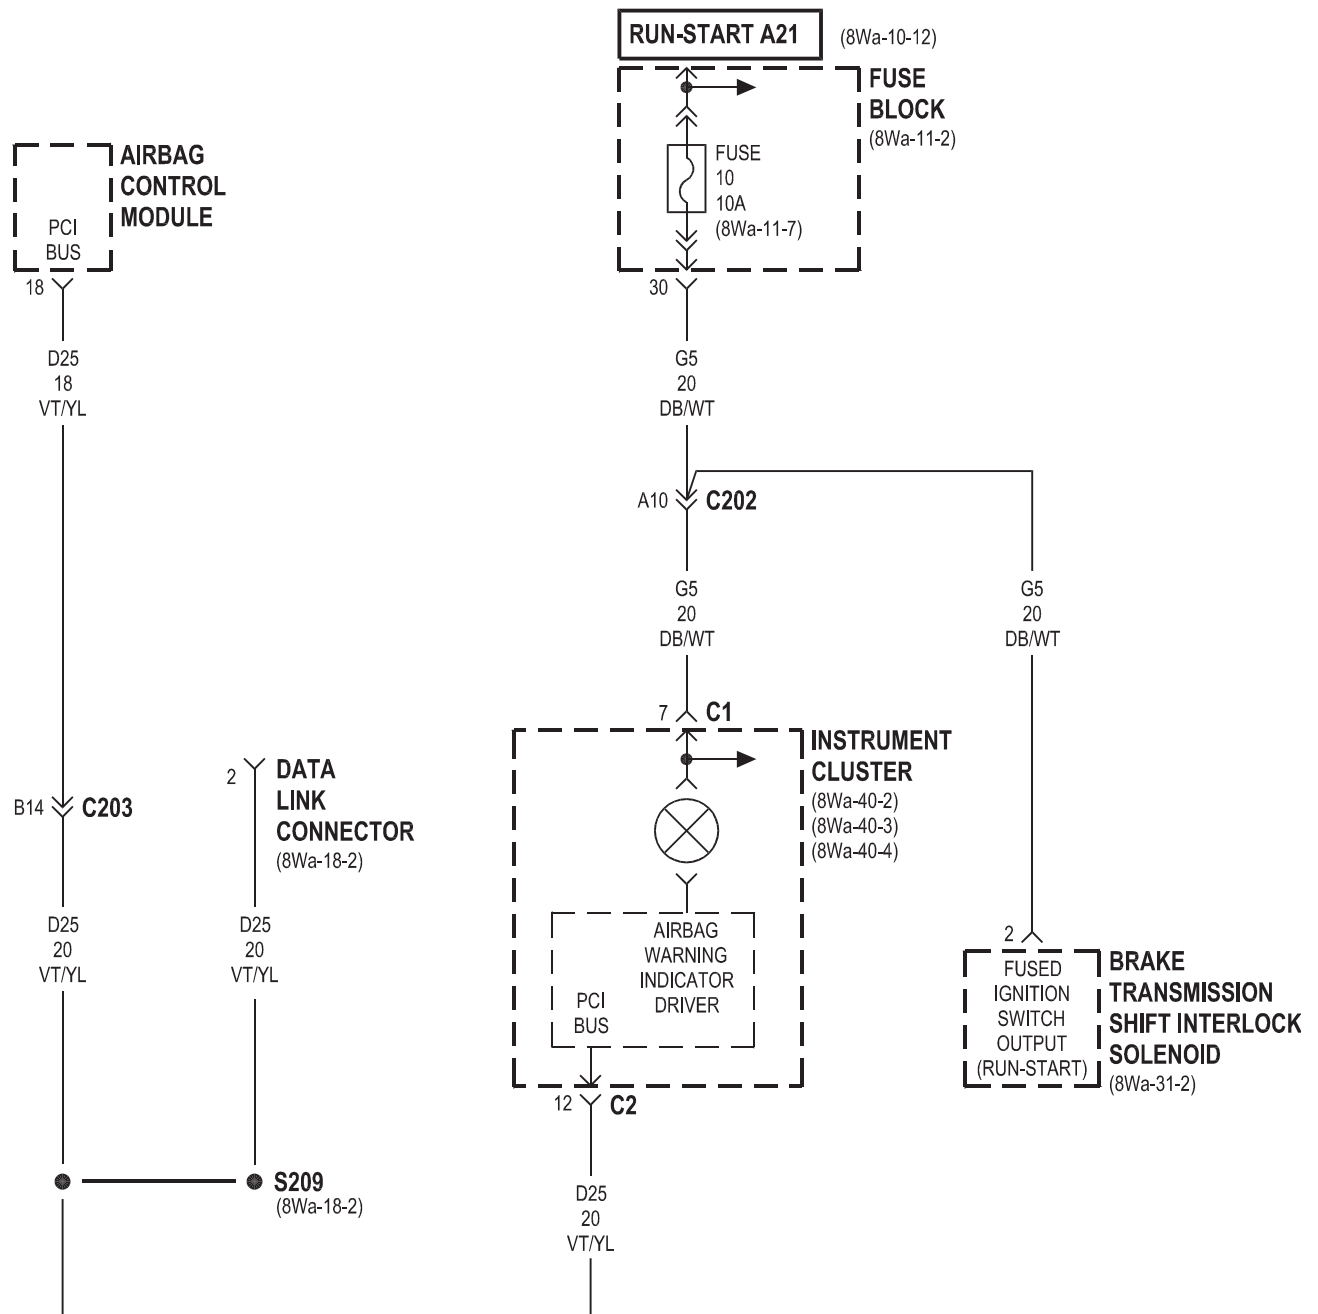 RUN-START A21
(8Wa-10-12)
FUSE
BLOCK
(8Wa-11-2)
FUSE
10
10A
(8Wa-11-7)
30
AIRBAG
CONTROL
MODULE
PCI
BUS
18
D25
18
VT/YL
G5
20
DB/WT
A10
C202
G5
20
DB/WT
G5
20
DB/WT
7
C1
INSTRUMENT
CLUSTER
(8Wa-40-2)
(8Wa-40-3)
(8Wa-40-4)
B14
C203
2
DATA
LINK
CONNECTOR
(8Wa-18-2)
D25
20
VT/YL
D25
20
VT/YL
AIRBAG
WARNING
INDICATOR
DRIVER
PCI
BUS
12
C2
2
FUSED
IGNITION
SWITCH
OUTPUT
(RUN-START)
BRAKE
TRANSMISSION
SHIFT INTERLOCK
SOLENOID
(8Wa-31-2)
S209
(8Wa-18-2)
D25
20
VT/YL